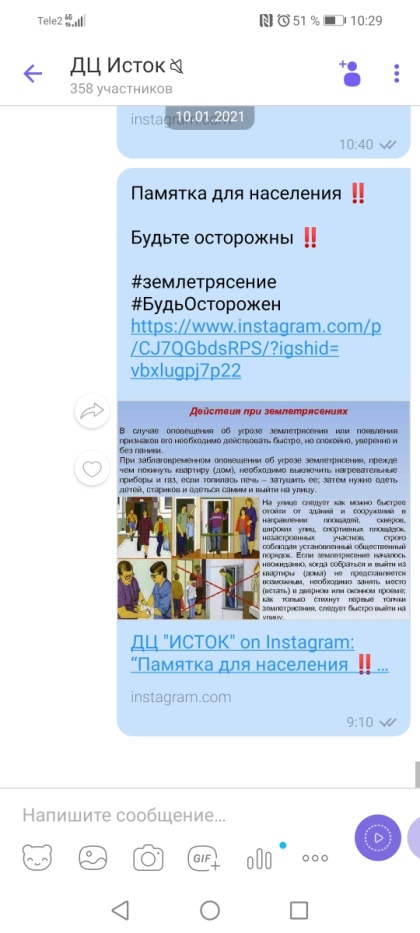 Tele2 4G 51 % 10:29
ДЦ Исток
358 участников
10.01.2021
10:40
Памятка для населения ‼️
Будьте осторожны ‼️
#землетрясение
#БудьОсторожен
https://www.instagram.com/p
/CJ7QGbdsRPS/?igshid=
vbxlugpj7p22
Действия при землетрясениях
В случае оповещения об угрозе землетрясения или появления
признаков его необходимо действовать быстро, но спокойно, уверенно и
без паники.
При заблаговременном оповещении об угрозе землетрясения, прежде
чем покинуть квартиру (дом), необходимо выключить нагревательные
приборы и газ, если топилась печь – затушить ее; затем нужно одеть
детей, стариков и одеться самим и выйти на улицу.
На улице следует как можно быстрее
отойти от зданий и сооружений в
направлении площадей, скверов,
широких улиц, спортивных площадок,
незастроенных участков, строго
соблюдая установленный общественный
порядок. Если землетрясение началось
неожиданно, когда собраться и выйти из
квартиры (дома) не представляется
возможным, необходимо занять место
(встать) в дверном или оконном проеме;
как только стихнут первые толчки
землетрясения, следует быстро выйти на
улицу.
ДЦ "ИСТОК" on Instagram:
“Памятка для населения ‼️ ...
instagram.com
9:10
Напишите сообщение...
GIF